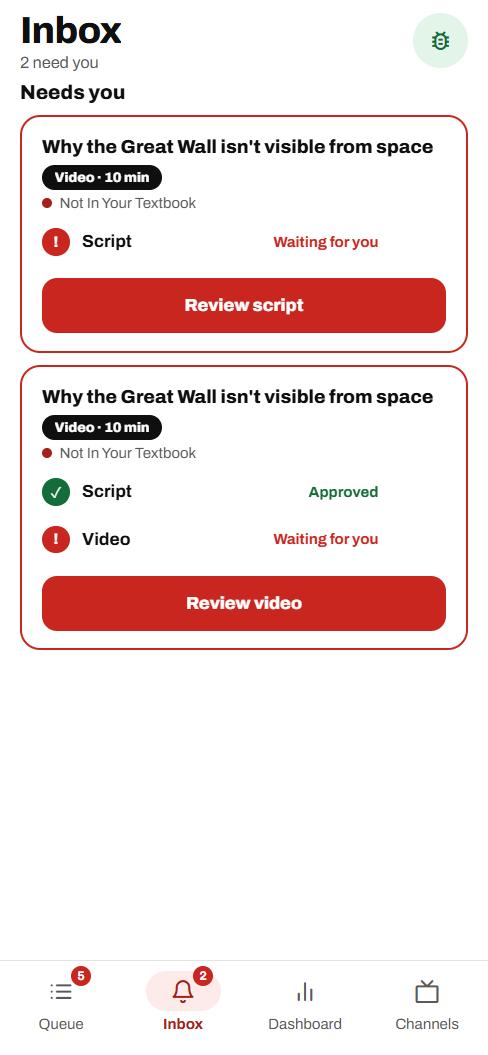 Inbox
2 need you
Needs you
Why the Great Wall isn't visible from space
Video · 10 min
Not In Your Textbook
! Script Waiting for you
Review script
Why the Great Wall isn't visible from space
Video · 10 min
Not In Your Textbook
✓ Script Approved
! Video Waiting for you
Review video
5 2
Queue Inbox Dashboard Channels